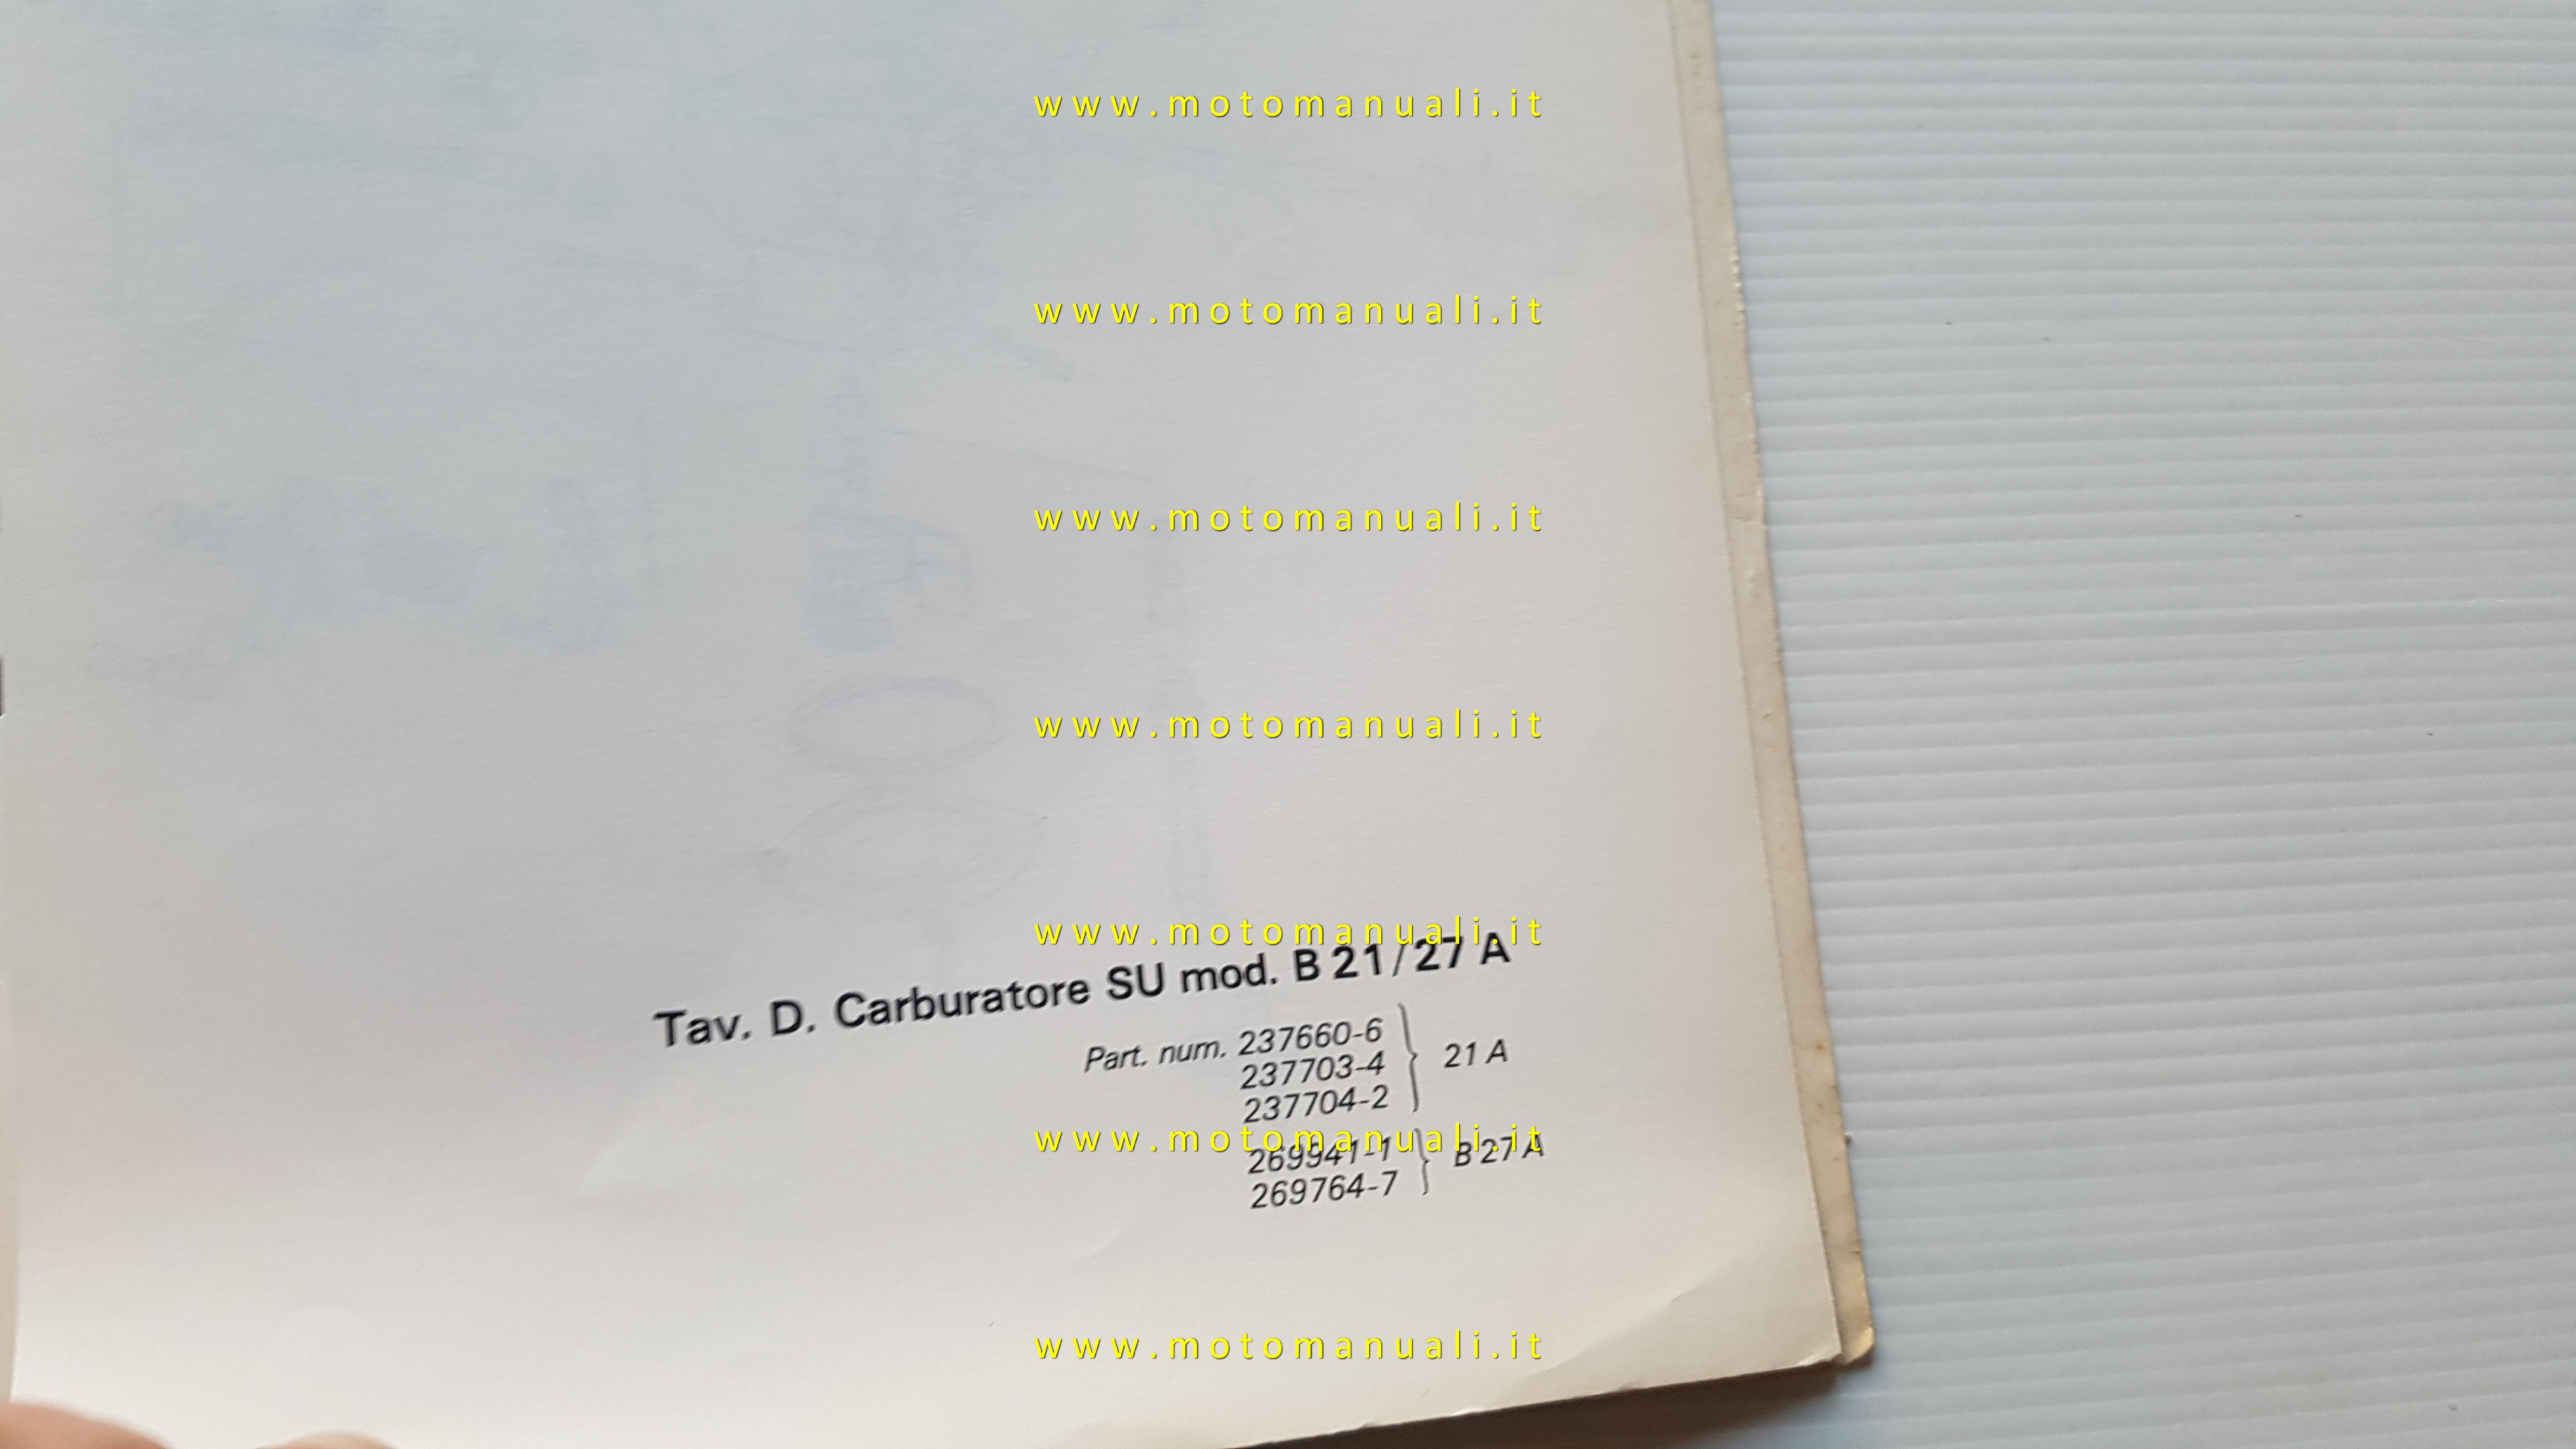 www.motomanuali.it
www.motomanuali.it
www.motomanuali.it
www.motomanuali.it
www.motomanuali.it
Tav. D. Carburatore SU mod. B 21/27 A
Part. num. 237660-6 } 21 A
237703-4
237704-2
www.motomanuali.it
269941-1 } B 27 A
269764-7
www.motomanuali.it